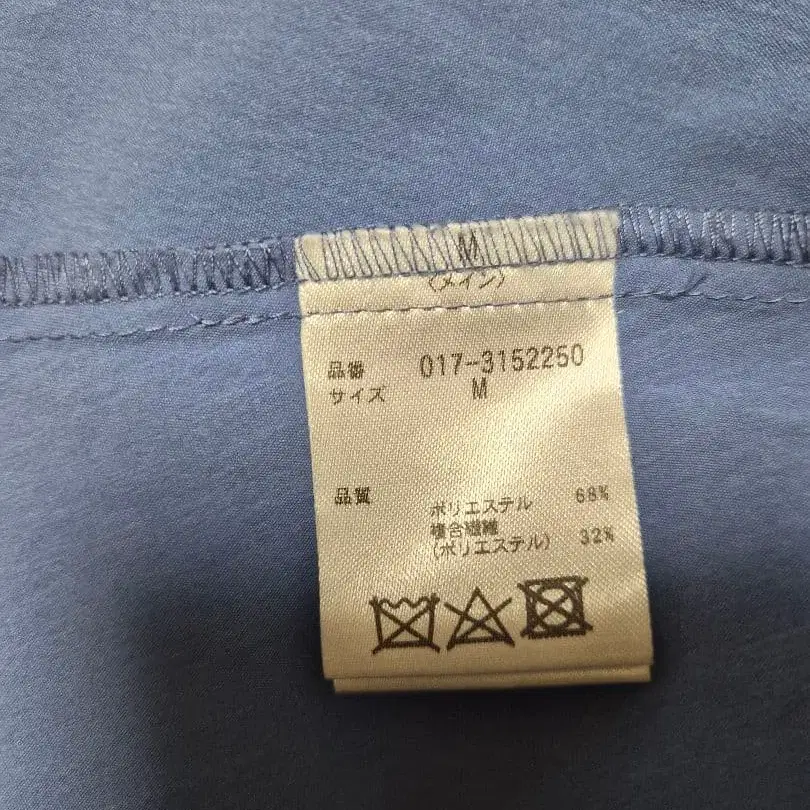 M
(メイン)
品番 017-3152250
サイズ M
品質 ポリエステル 68%
複合繊維
(ポリエステル) 32%